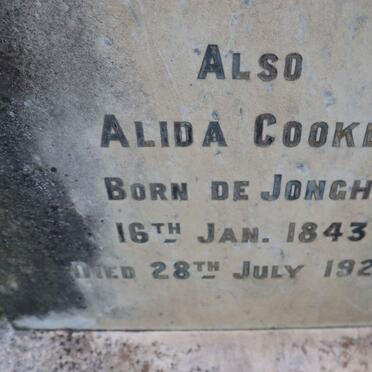 ALSO
ALIDA COOKE
BORN DE JONGH
16TH JAN. 1843
DIED 28TH JULY 192